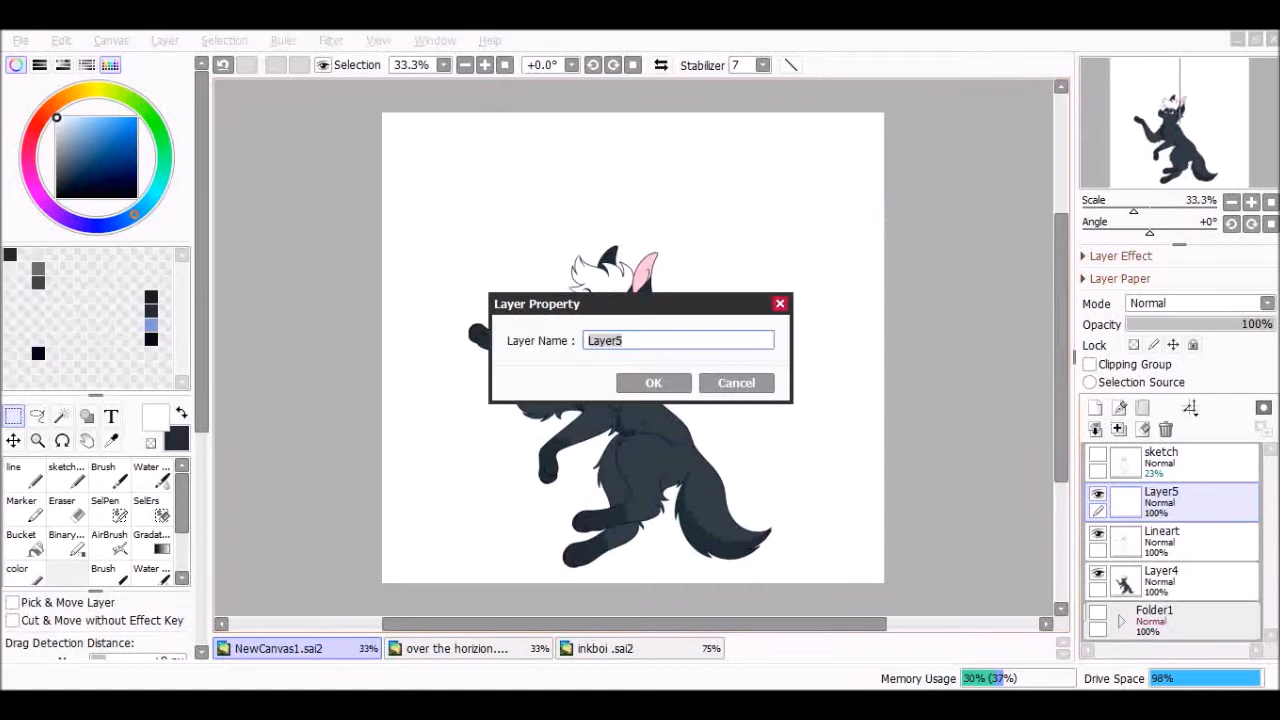 File Edit Canvas Layer Selection Ruler Filter View Window Help
Selection 33.3% +0.0° Stabilizer 7
Scale 33.3%
Angle +0°
Layer Effect
Layer Paper
Mode Normal
Opacity 100%
Lock
Clipping Group
Selection Source
Layer Property
Layer Name : Layer5
OK Cancel
T
line sketch... Brush Water ...
Marker Eraser SelPen SelErs
Bucket Binary... AirBrush Gradat...
color Brush Water ...
Pick & Move Layer
Cut & Move without Effect Key
Drag Detection Distance:
sketch
Normal
23%
Layer5
Normal
100%
Lineart
Normal
100%
Layer4
Normal
100%
Folder1
Normal
100%
NewCanvas1.sai2 33% over the horizion.... 33% inkboi .sai2 75%
Memory Usage 30% (37%) Drive Space 98%